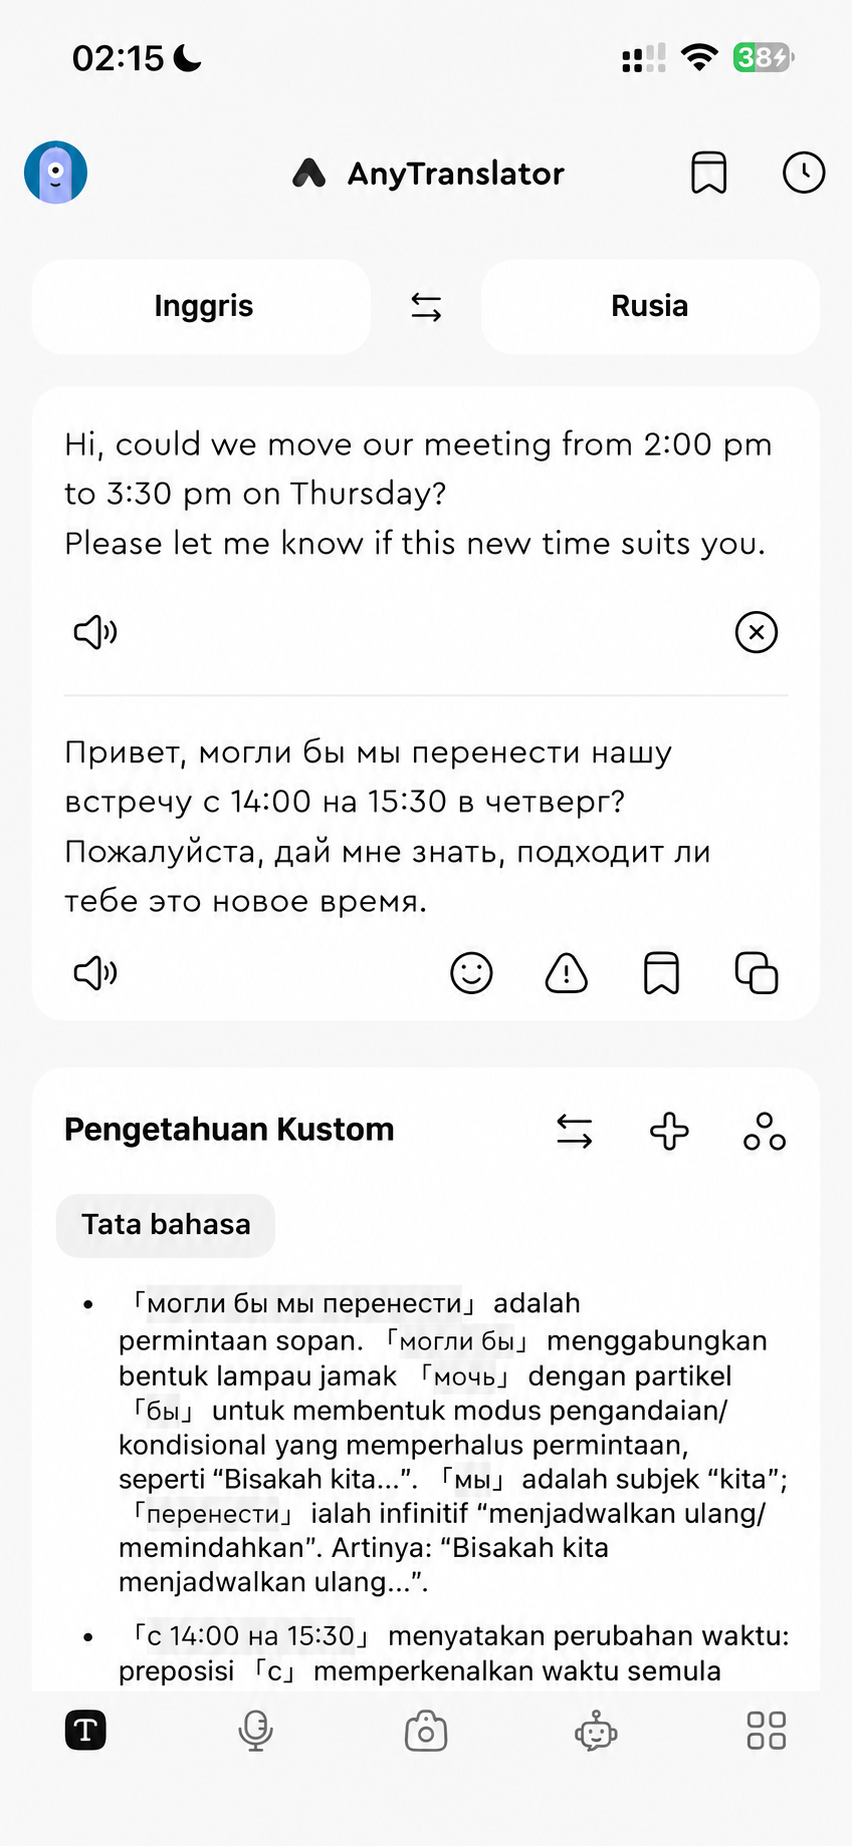 02:15
38
AnyTranslator
Inggris
Rusia
Hi, could we move our meeting from 2:00 pm
to 3:30 pm on Thursday?
Please let me know if this new time suits you.
Привет, могли бы мы перенести нашу
встречу с 14:00 на 15:30 в четверг?
Пожалуйста, дай мне знать, подходит ли
тебе это новое время.
Pengetahuan Kustom
Tata bahasa
• 「могли бы мы перенести」 adalah
permintaan sopan. 「могли бы」 menggabungkan
bentuk lampau jamak 「мочь」 dengan partikel
「бы」 untuk membentuk modus pengandaian/
kondisional yang memperhalus permintaan,
seperti “Bisakah kita...”. 「мы」 adalah subjek “kita”;
「перенести」 ialah infinitif “menjadwalkan ulang/
memindahkan”. Artinya: “Bisakah kita
menjadwalkan ulang...”.
• 「с 14:00 на 15:30」 menyatakan perubahan waktu:
preposisi 「с」 memperkenalkan waktu semula
T